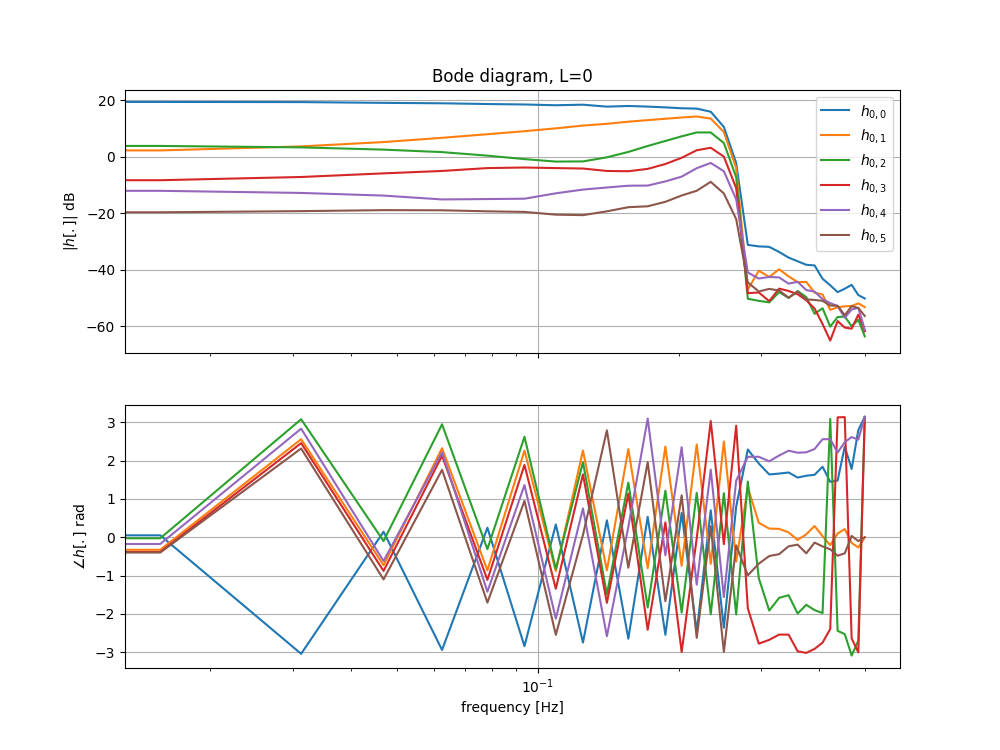 Bode diagram, L=0
|h[.]| dB
20
0
−20
−40
−60
h0,0
h0,1
h0,2
h0,3
h0,4
h0,5
∠h[.] rad
3
2
1
0
−1
−2
−3
10−1
frequency [Hz]